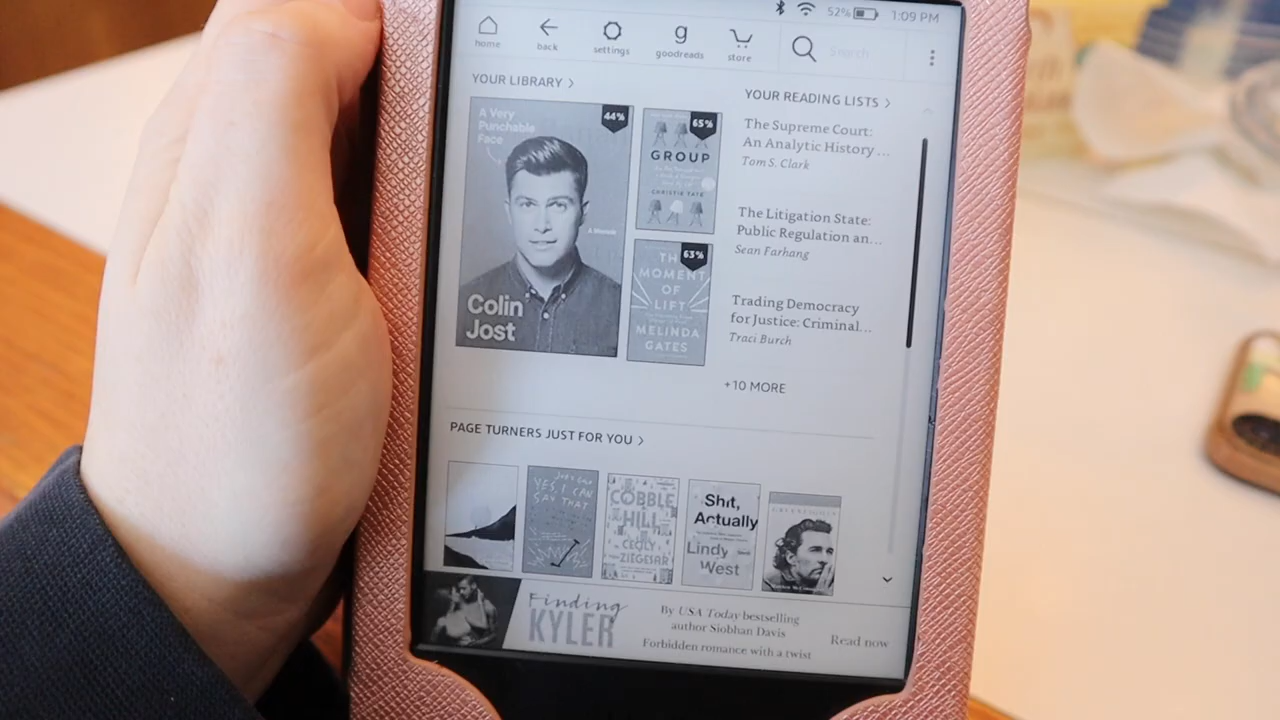 52% 1:09 PM
home back settings goodreads store Search
YOUR LIBRARY >
A Very
Punchable
Face
44%
A Memoir
Colin
Jost
65%
GROUP
CHRISTIE TATE
63%
THE
MOMENT
OF
LIFT
MELINDA
GATES
YOUR READING LISTS >
The Supreme Court:
An Analytic History ...
Tom S. Clark
The Litigation State:
Public Regulation an...
Sean Farhang
Trading Democracy
for Justice: Criminal...
Traci Burch
+10 MORE
PAGE TURNERS JUST FOR YOU >
YES, I CAN
SAY THAT
COBBLE
HILL
CECILY
ZIEGESAR
Shit,
Actually
Lindy
West
GREENLIGHTS
Finding
KYLER
By USA Today bestselling
author Siobhan Davis
Forbidden romance with a twist
Read now